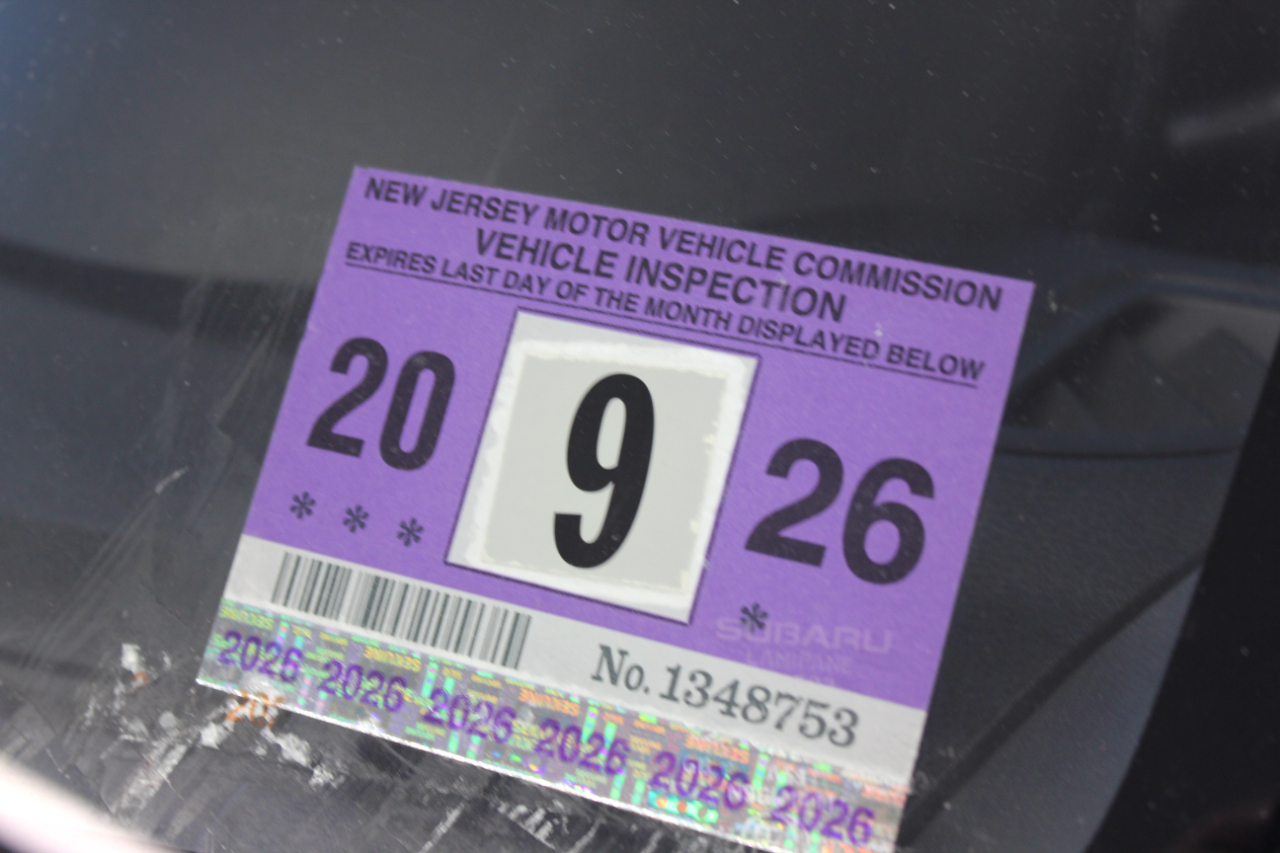 NEW JERSEY MOTOR VEHICLE COMMISSION
VEHICLE INSPECTION
EXPIRES LAST DAY OF THE MONTH DISPLAYED BELOW
20 9 26
* * * *
SUBARU
LAMINATED
No. 1348753
2026 2026 2026 2026 2026 2026